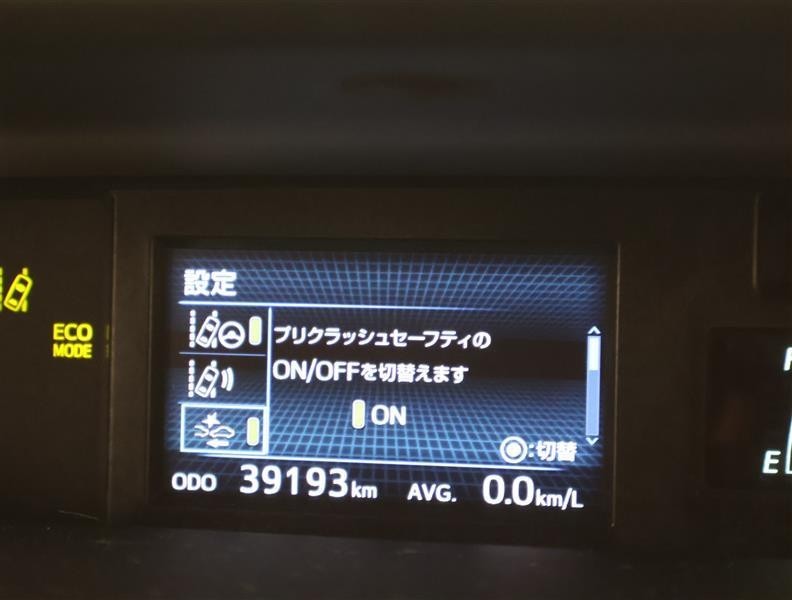 設定
プリクラッシュセーフティの
ON/OFFを切替えます
ON
:切替
ECO
MODE
ODO 39193km AVG. 0.0km/L
E